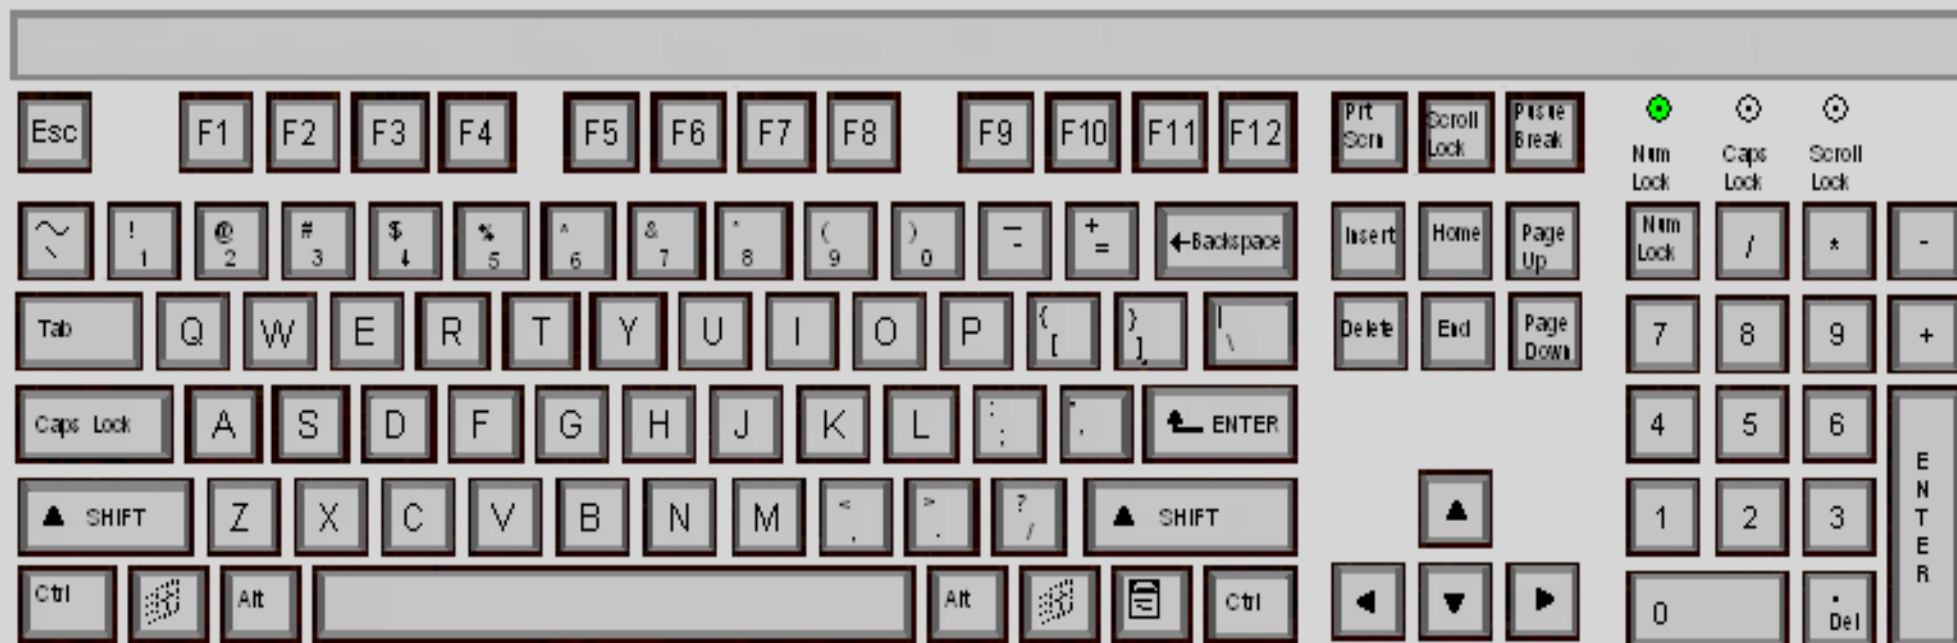 Esc F1 F2 F3 F4 F5 F6 F7 F8 F9 F10 F11 F12 Prt Scrn Scroll Lock Break
Num Lock Caps Lock Scroll Lock
~ ! 1 @ 2 # 3 $ 4 % 5 ^ 6 & 7 * 8 ( 9 ) 0 — - + = ←Backspace Insert Home Page Up Num Lock / * -
Tab Q W E R T Y U I O P { [ } ] | \ Delete End Page Down 7 8 9 +
Caps Lock A S D F G H J K L : ; ENTER 4 5 6
▲ SHIFT Z X C V B N M < , > . ? / ▲ SHIFT ▲ 1 2 3 ENTER
Ctrl Alt Alt Ctrl ◀ ▼ ▶ 0 . Del